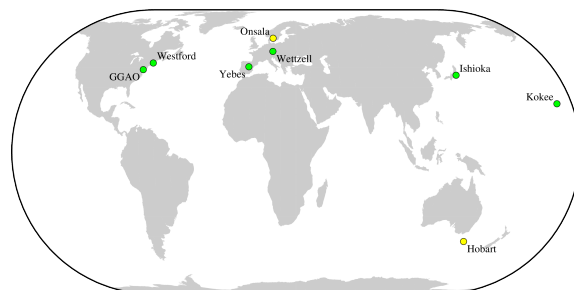 Onsala
Westford
Wettzell
GGAO
Yebes
Ishioka
Kokee
Hobart